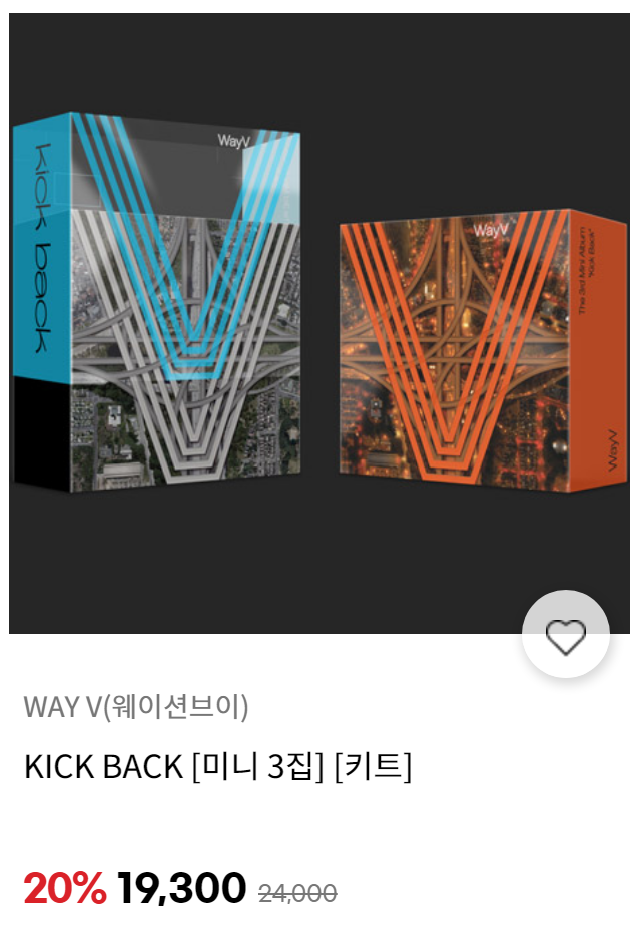 WayV
kick back
WayV
The 3rd Mini Album
"Kick Back"
WayV
WAY V(웨이션브이)
KICK BACK [미니 3집] [키트]
20% 19,300 24,000